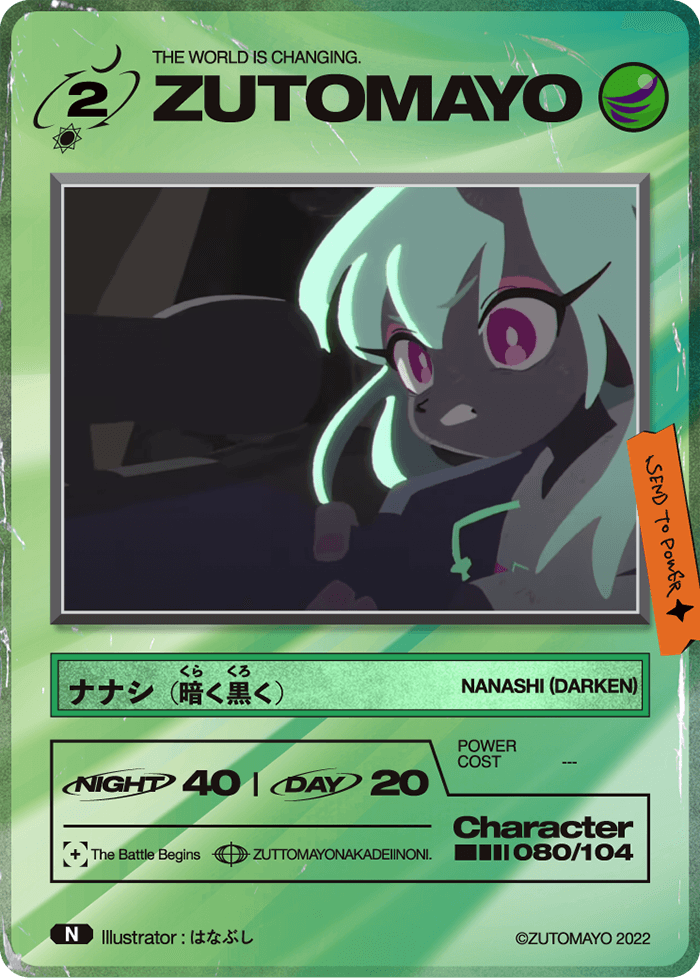 THE WORLD IS CHANGING.
2 ZUTOMAYO
SEND TO POWER
ナナシ（暗く黒く） NANASHI (DARKEN)
くら くろ
NIGHT 40 | DAY 20
POWER COST ---
The Battle Begins ZUTTOMAYONAKADEIINONI.
Character
080/104
N Illustrator : はなぶし
©ZUTOMAYO 2022